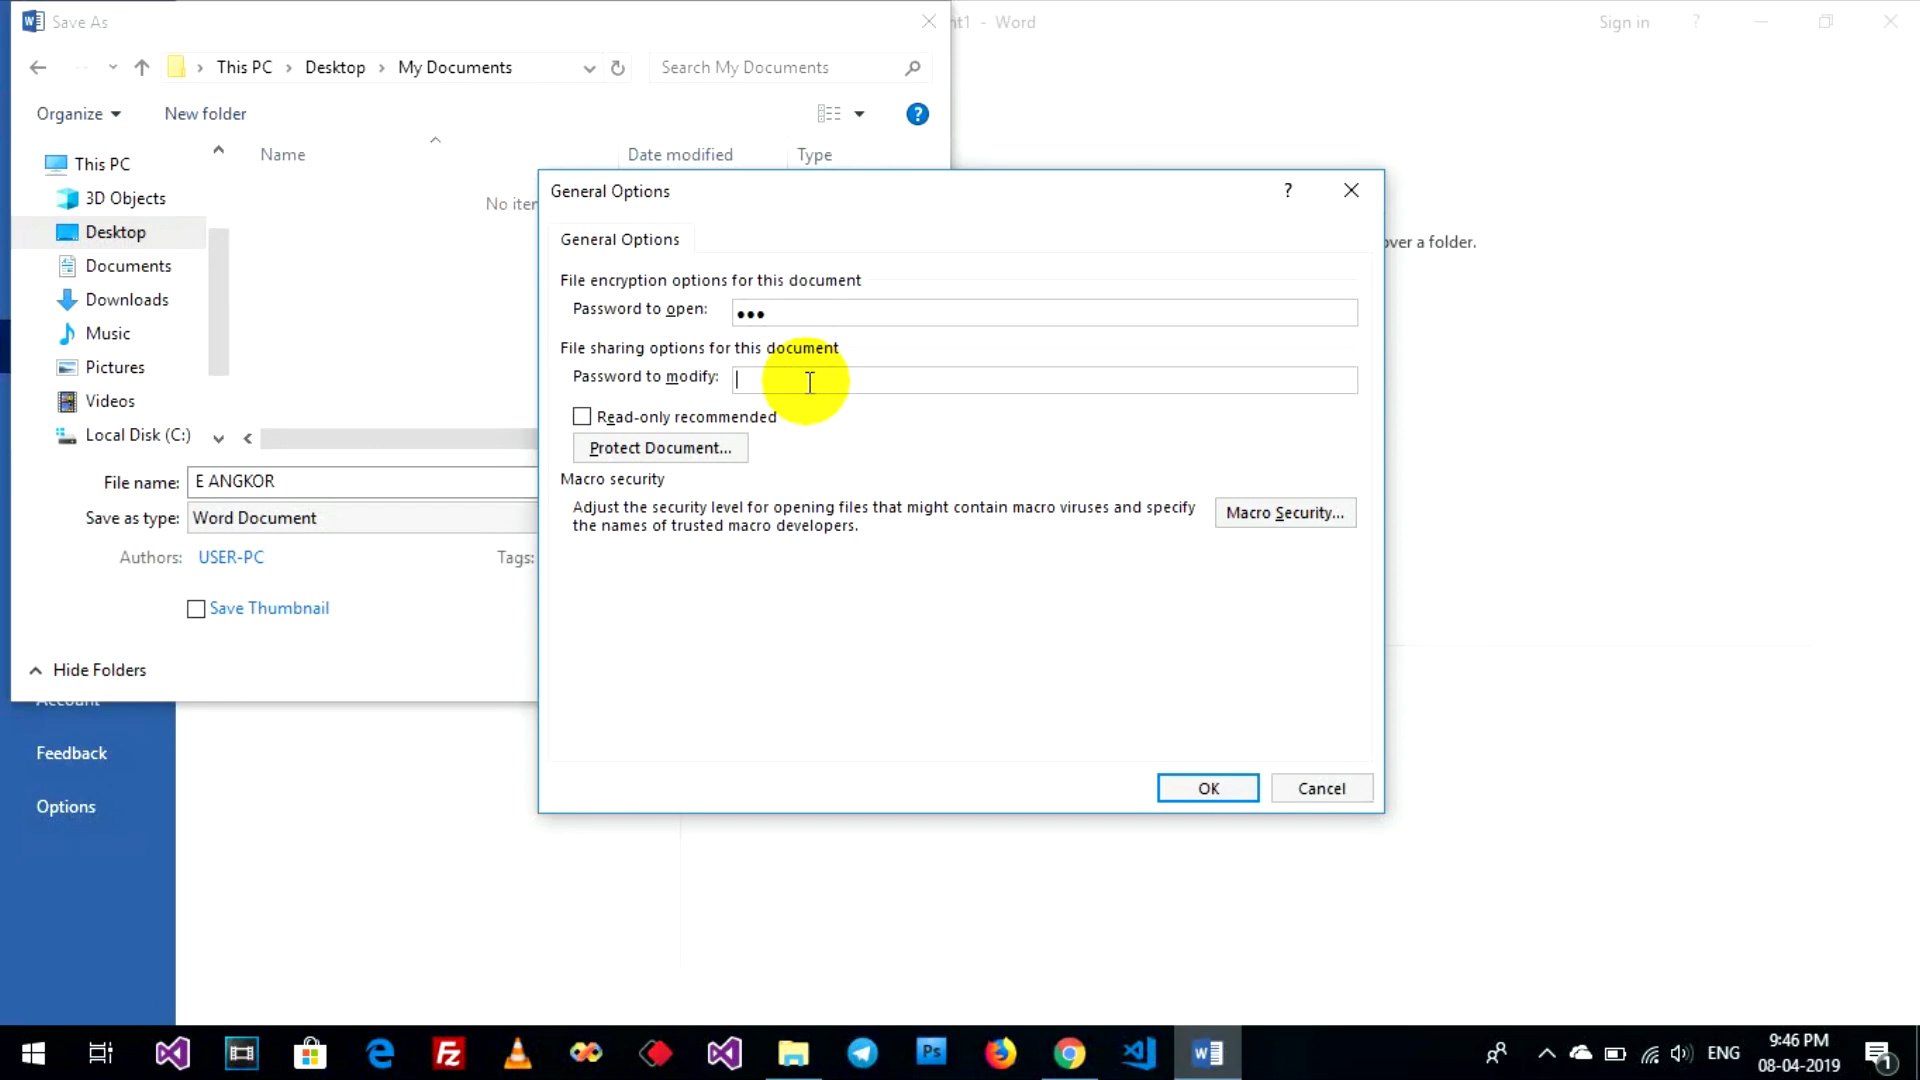 Save As
nt1 - Word
Sign in
?
This PC > Desktop > My Documents
Search My Documents
Organize
New folder
?
Name
Date modified
Type
This PC
3D Objects
Desktop
Documents
Downloads
Music
Pictures
Videos
Local Disk (C:)
No iter
over a folder.
File name: E ANGKOR
Save as type: Word Document
Authors: USER-PC
Tags:
Save Thumbnail
Hide Folders
General Options
?
General Options
File encryption options for this document
Password to open: •••
File sharing options for this document
Password to modify:
Read-only recommended
Protect Document...
Macro security
Adjust the security level for opening files that might contain macro viruses and specify
the names of trusted macro developers.
Macro Security...
OK
Cancel
Account
Feedback
Options
Fz
Ps
ENG
9:46 PM
08-04-2019
1